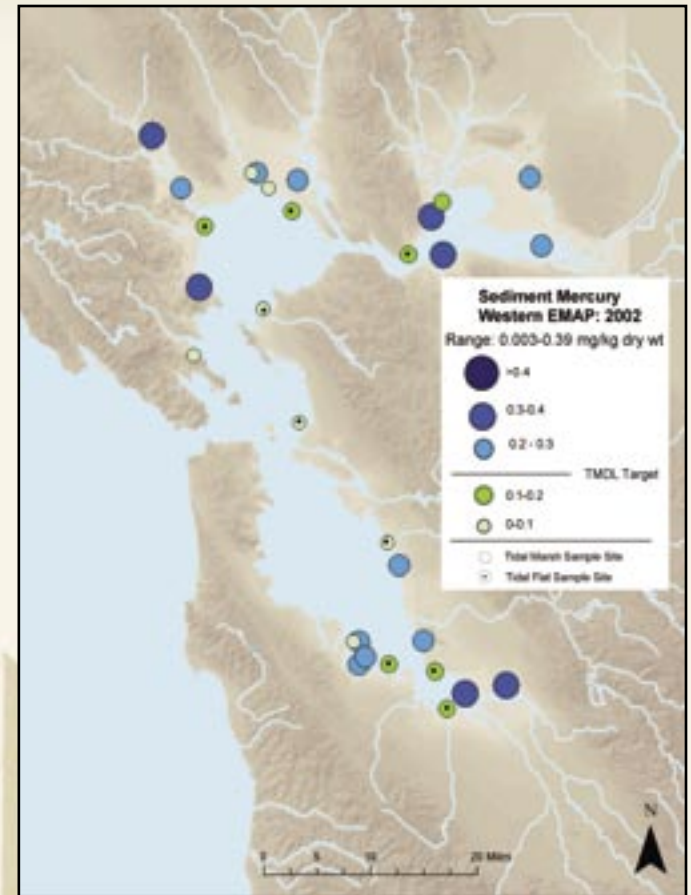 Sediment Mercury
Western EMAP: 2002
Range: 0.003-0.39 mg/kg dry wt
>0.4
0.3-0.4
0.2 - 0.3
TMDL Target
0.1-0.2
0-0.1
Tidal Marsh Sample Site
Tidal Flat Sample Site
N
0 5 10 20 Miles